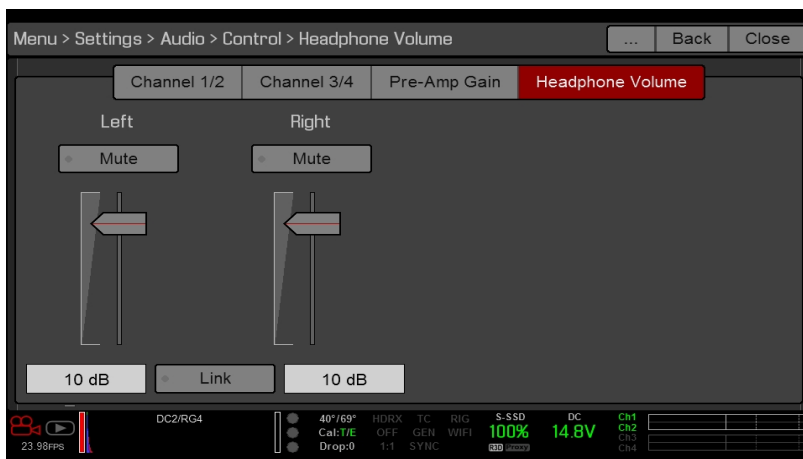 Menu > Settings > Audio > Control > Headphone Volume ... Back Close
Channel 1/2 Channel 3/4 Pre-Amp Gain Headphone Volume
Left Right
Mute Mute
10 dB Link 10 dB
DC2/RG4 40°/69° HDRX TC RIG S-SSD DC Ch1
Cal:T/E OFF GEN WIFI 100% 14.8V Ch2
23.98FPS Drop:0 1:1 SYNC R3D Proxy Ch3
Ch4